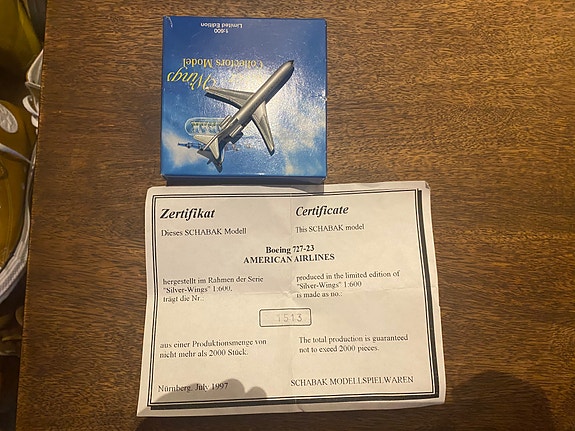 1:600
Limited Edition
Collectors Model
Wings
Zertifikat
Certificate
Dieses SCHABAK Modell
This SCHABAK model
Boeing 727-23
AMERICAN AIRLINES
hergestellt im Rahmen der Serie
"Silver-Wings" 1:600,
trägt die Nr.:
produced in the limited edition of
"Silver-Wings" 1:600
is made as no.:
1513
aus einer Produktionsmenge von
nicht mehr als 2000 Stück.
The total production is guaranteed
not to exceed 2000 pieces.
Nürnberg, July 1997
SCHABAK MODELLSPIELWAREN